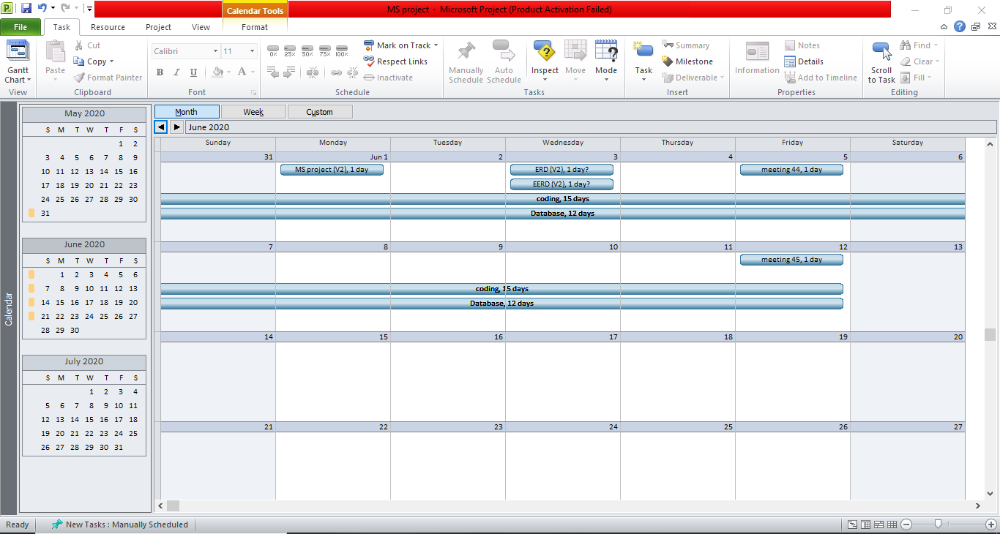 MS project - Microsoft Project (Product Activation Failed)
Calendar Tools
File Task Resource Project View Format
Gantt Chart
View
Paste
Cut
Copy
Format Painter
Clipboard
Calibri 11
B I U A
Font
0% 25% 50% 75% 100%
Mark on Track
Respect Links
Inactivate
Schedule
Manually Schedule
Auto Schedule
Inspect
Move
Mode
Tasks
Task
Summary
Milestone
Deliverable
Insert
Information
Notes
Details
Add to Timeline
Properties
Scroll to Task
Find
Clear
Fill
Editing
Calendar
May 2020
S M T W T F S
1 2
3 4 5 6 7 8 9
10 11 12 13 14 15 16
17 18 19 20 21 22 23
24 25 26 27 28 29 30
31
June 2020
S M T W T F S
1 2 3 4 5 6
7 8 9 10 11 12 13
14 15 16 17 18 19 20
21 22 23 24 25 26 27
28 29 30
July 2020
S M T W T F S
1 2 3 4
5 6 7 8 9 10 11
12 13 14 15 16 17 18
19 20 21 22 23 24 25
26 27 28 29 30 31
Month Week Custom
June 2020
Sunday Monday Tuesday Wednesday Thursday Friday Saturday
31 Jun 1 2 3 4 5 6
MS project (V2), 1 day ERD (V2), 1 day? meeting 44, 1 day
EERD (V2), 1 day?
coding, 15 days
Database, 12 days
7 8 9 10 11 12 13
meeting 45, 1 day
coding, 15 days
Database, 12 days
14 15 16 17 18 19 20
21 22 23 24 25 26 27
Ready New Tasks : Manually Scheduled